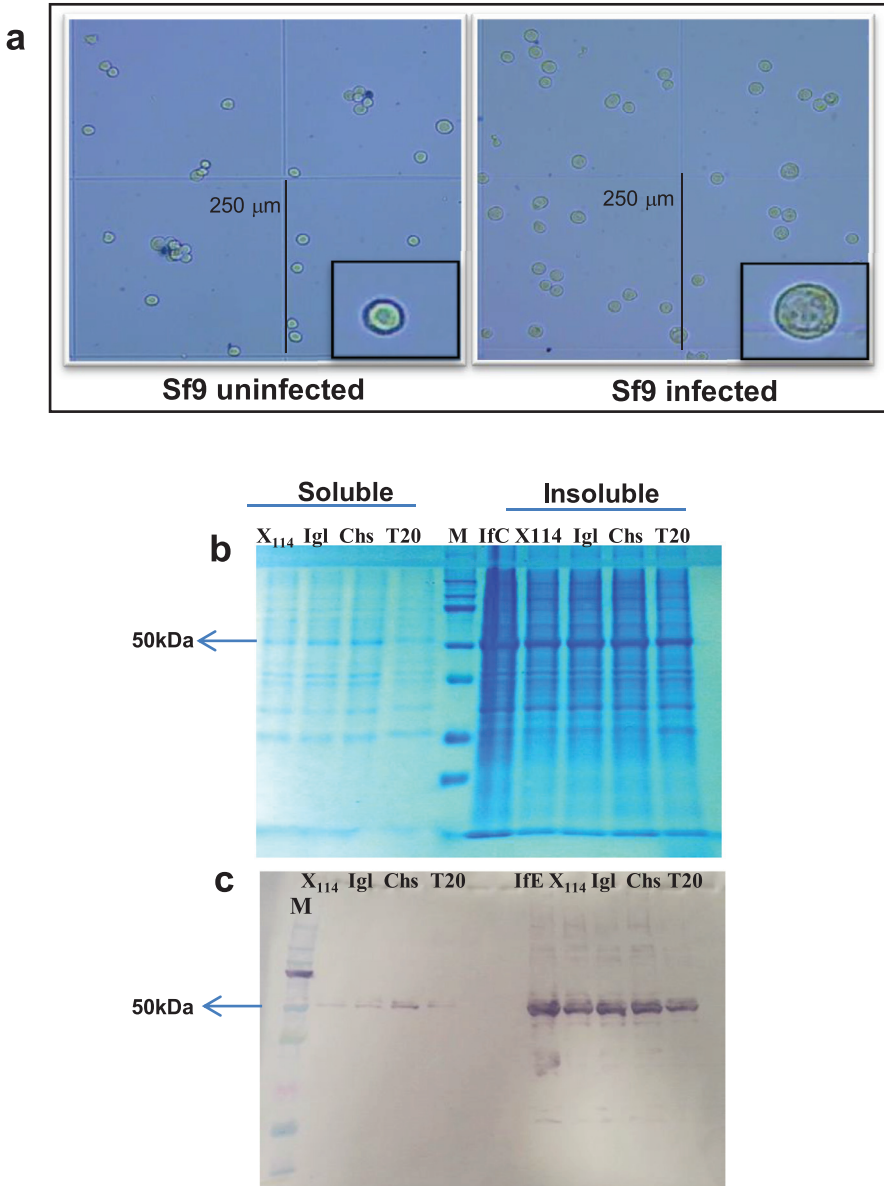 a
250 μm
250 μm
Sf9 uninfected
Sf9 infected
Soluble
Insoluble
b
X₁₁₄ Igl Chs T20 M IfC X114 Igl Chs T20
50kDa
c
X₁₁₄ Igl Chs T20 IfE X₁₁₄ Igl Chs T20
M
50kDa